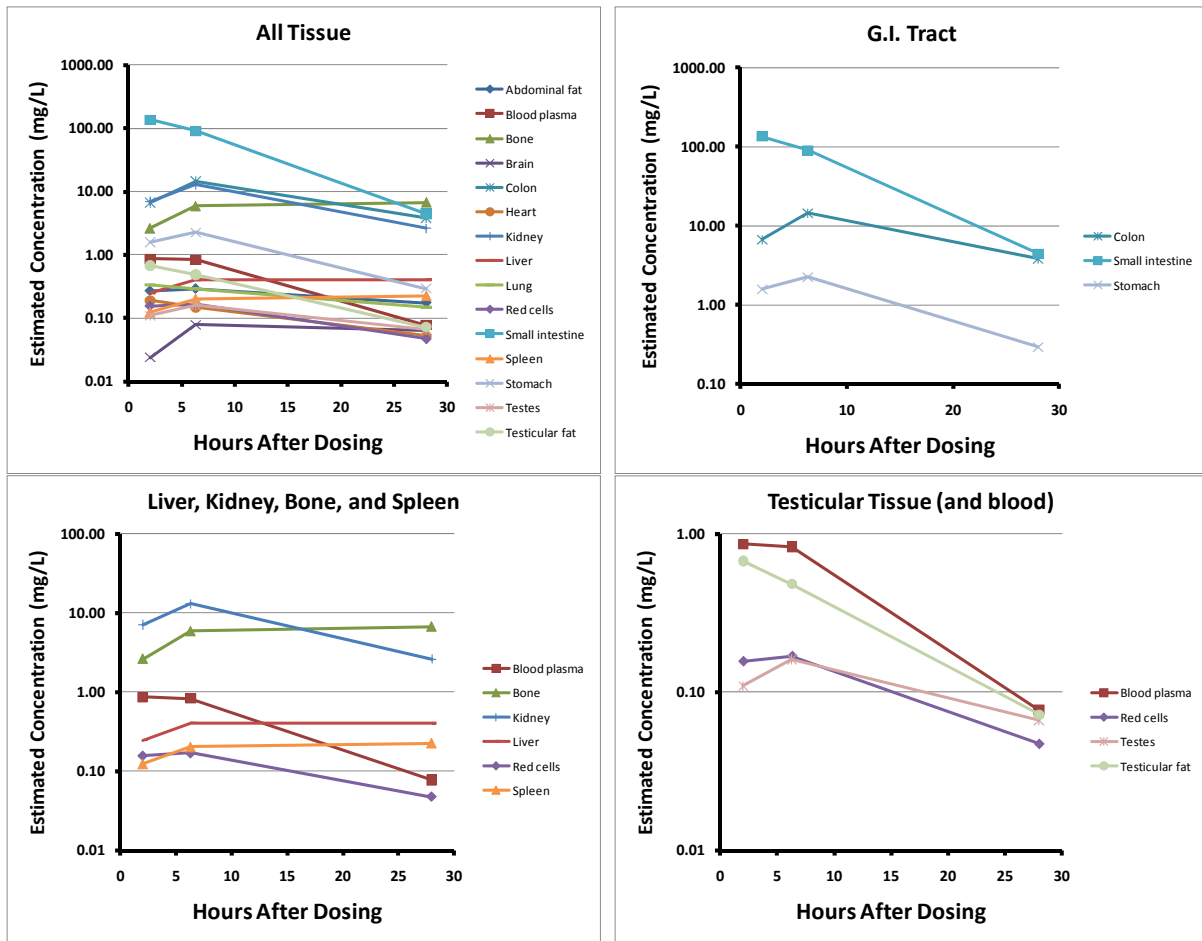 All Tissue
Estimated Concentration (mg/L)
1000.00
100.00
10.00
1.00
0.10
0.01
0 5 10 15 20 25 30
Hours After Dosing
Abdominal fat
Blood plasma
Bone
Brain
Colon
Heart
Kidney
Liver
Lung
Red cells
Small intestine
Spleen
Stomach
Testes
Testicular fat
G.I. Tract
Estimated Concentration (mg/L)
1000.00
100.00
10.00
1.00
0.10
0 10 20 30
Hours After Dosing
Colon
Small intestine
Stomach
Liver, Kidney, Bone, and Spleen
Estimated Concentration (mg/L)
100.00
10.00
1.00
0.10
0.01
0 5 10 15 20 25 30
Hours After Dosing
Blood plasma
Bone
Kidney
Liver
Red cells
Spleen
Testicular Tissue (and blood)
Estimated Concentration (mg/L)
1.00
0.10
0.01
0 5 10 15 20 25 30
Hours After Dosing
Blood plasma
Red cells
Testes
Testicular fat